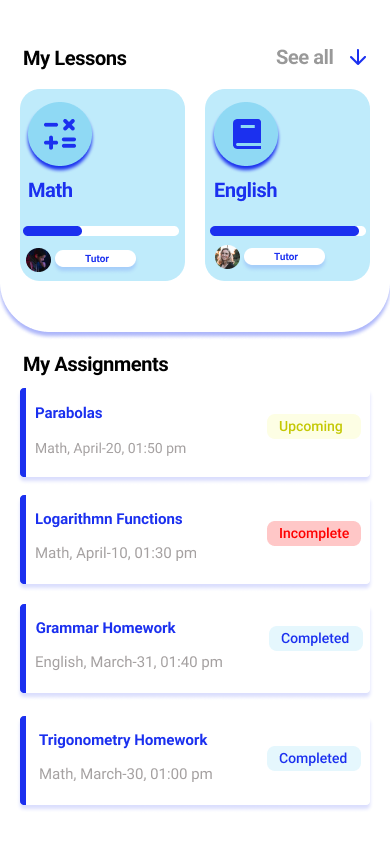 My Lessons
See all
Math
English
Tutor
Tutor
My Assignments
Parabolas
Upcoming
Math, April-20, 01:50 pm
Logarithmn Functions
Incomplete
Math, April-10, 01:30 pm
Grammar Homework
Completed
English, March-31, 01:40 pm
Trigonometry Homework
Completed
Math, March-30, 01:00 pm